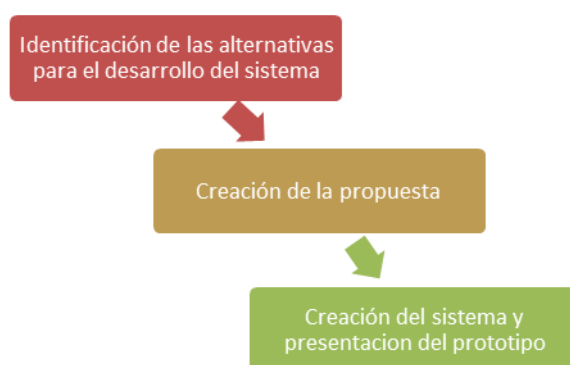 Identificación de las alternativas
para el desarrollo del sistema
Creación de la propuesta
Creación del sistema y
presentacion del prototipo